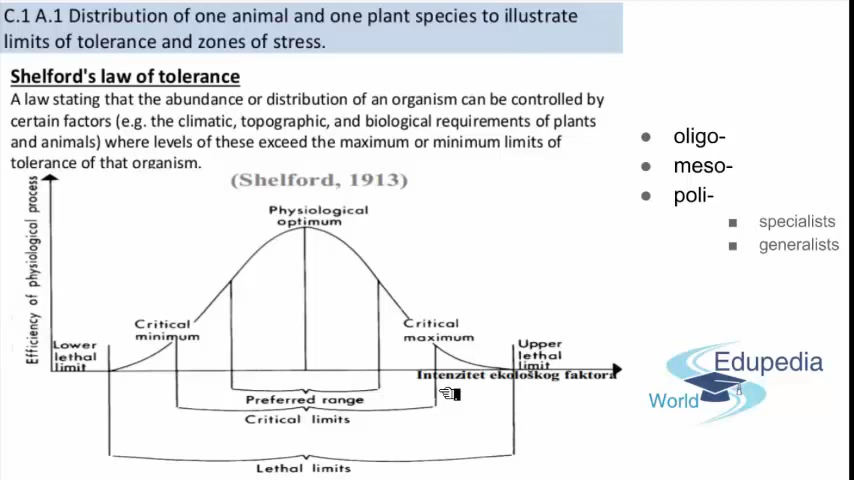 C.1 A.1 Distribution of one animal and one plant species to illustrate
limits of tolerance and zones of stress.
Shelford's law of tolerance
A law stating that the abundance or distribution of an organism can be controlled by
certain factors (e.g. the climatic, topographic, and biological requirements of plants
and animals) where levels of these exceed the maximum or minimum limits of
tolerance of that organism.
(Shelford, 1913)
Efficiency of physiological process
Physiological
optimum
Critical
minimum
Critical
maximum
Lower
lethal
limit
Upper
lethal
limit
Intenzitet ekološkog faktora
Preferred range
Critical limits
Lethal limits
oligo-
meso-
poli-
specialists
generalists
Edupedia
World